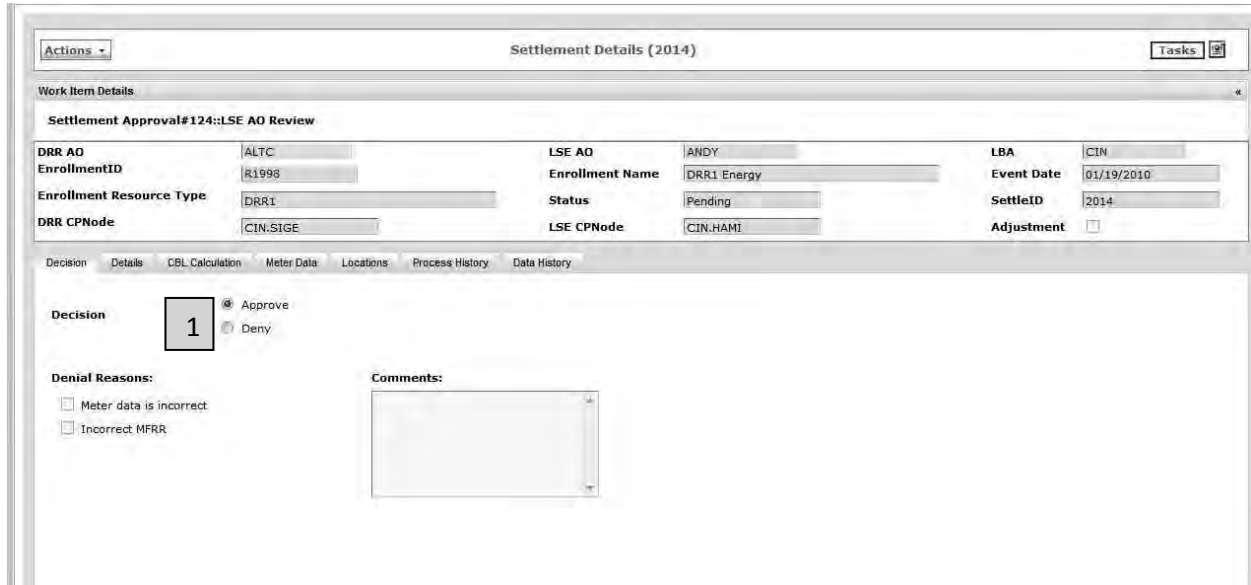 Actions
Settlement Details (2014)
Tasks
Work Item Details
«
Settlement Approval#124::LSE AO Review
DRR AO ALTC LSE AO ANDY LBA CIN
EnrollmentID R1998 Enrollment Name DRR1 Energy Event Date 01/19/2010
Enrollment Resource Type DRR1 Status Pending SettleID 2014
DRR CPNode CIN.SIGE LSE CPNode CIN.HAMI Adjustment
Decision Details CBL Calculation Meter Data Locations Process History Data History
Decision 1 Approve
Deny
Denial Reasons: Comments:
Meter data is incorrect
Incorrect MFRR